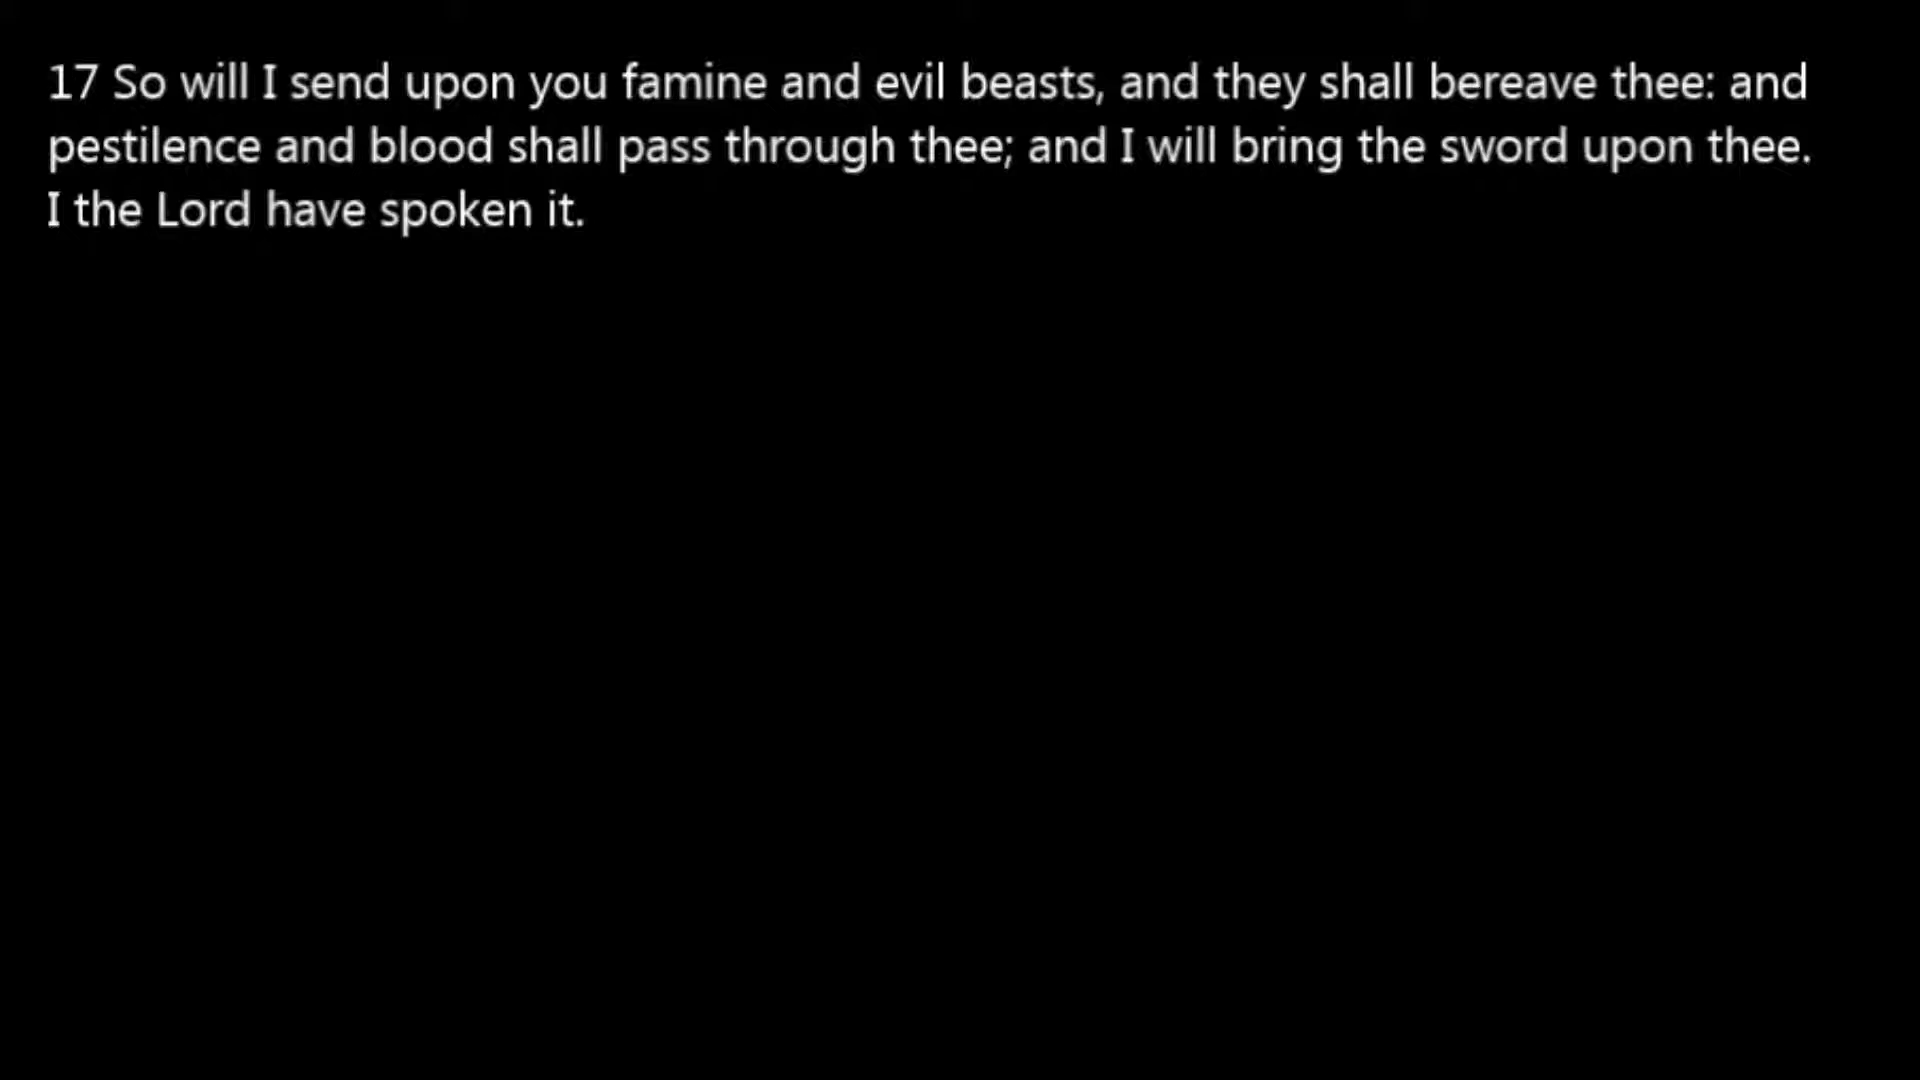 17 So will I send upon you famine and evil beasts, and they shall bereave thee: and
pestilence and blood shall pass through thee; and I will bring the sword upon thee.
I the Lord have spoken it.